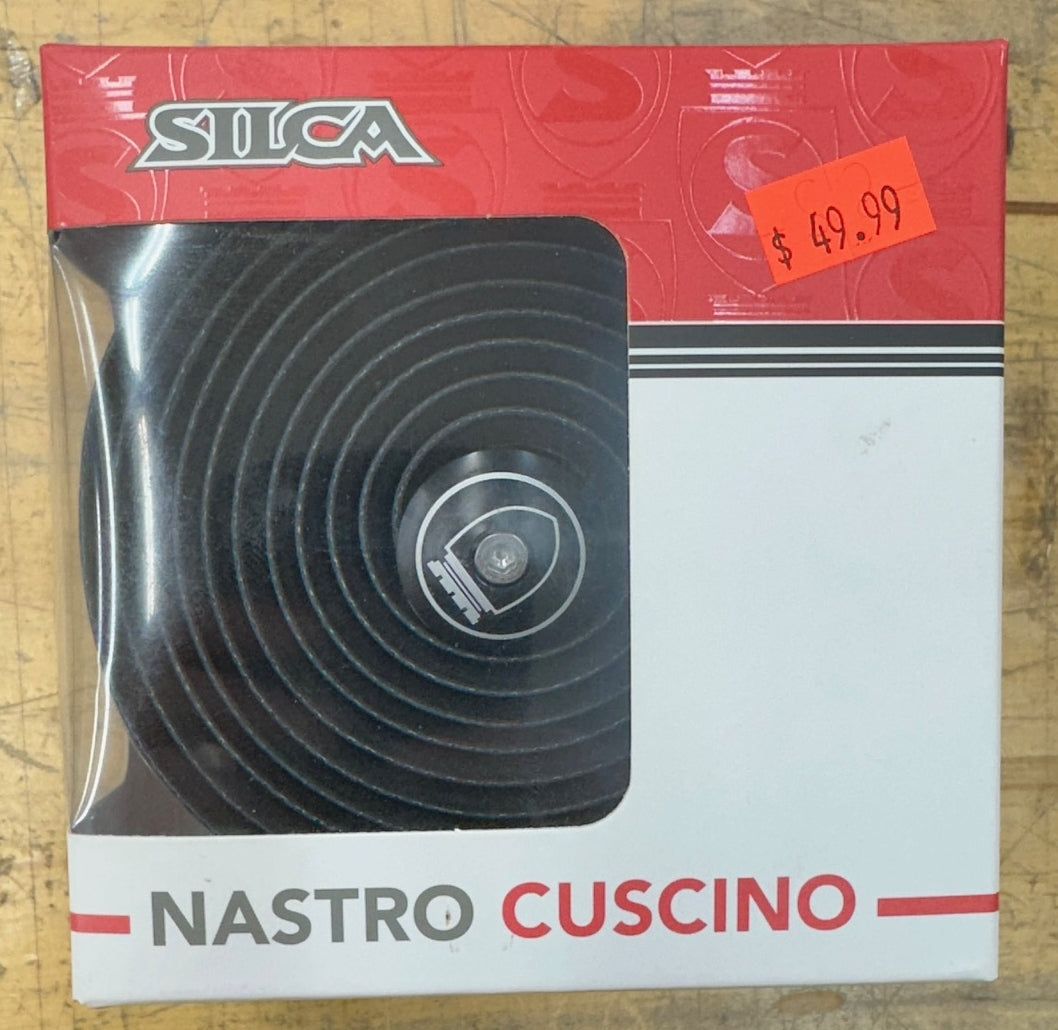 SILCA
$ 49.99
NASTRO CUSCINO